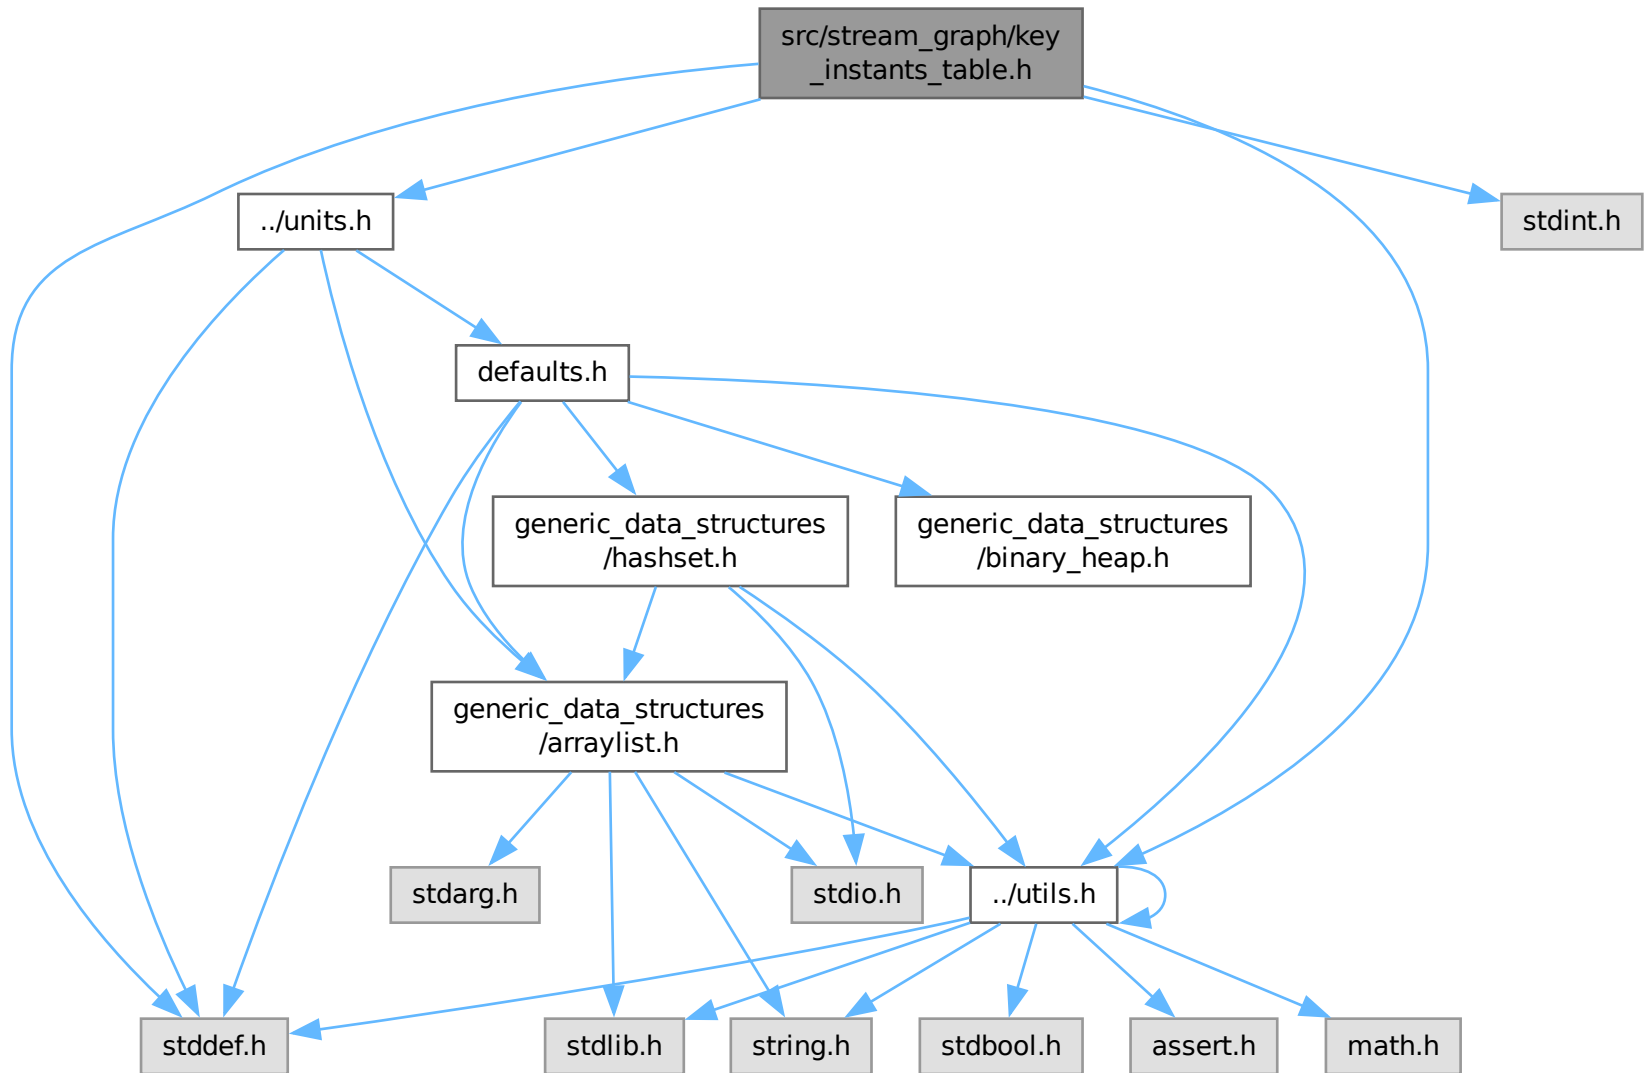 src/stream_graph/key
_instants_table.h
../units.h
stdint.h
defaults.h
generic_data_structures
/hashset.h
generic_data_structures
/binary_heap.h
generic_data_structures
/arraylist.h
stdarg.h
stdio.h
../utils.h
stddef.h
stdlib.h
string.h
stdbool.h
assert.h
math.h